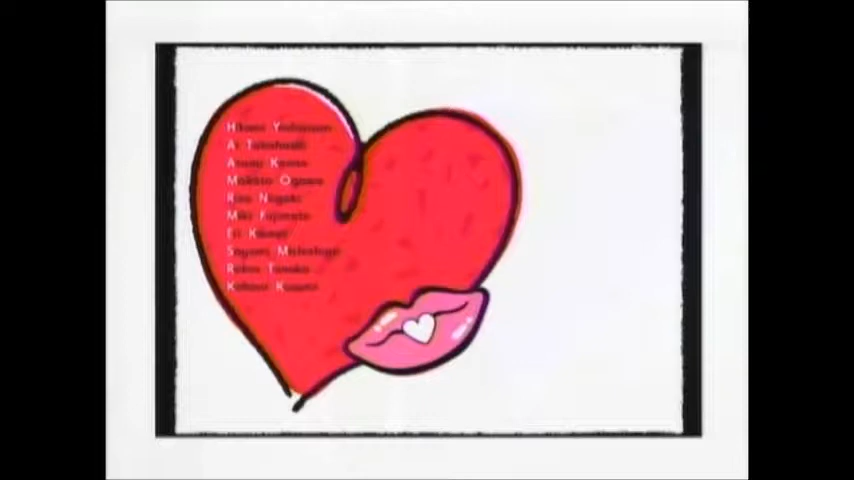 Hitomi Yoshizawa
Ai Takahashi
Asami Konno
Makoto Ogawa
Risa Niigaki
Miki Fujimoto
Eri Kamei
Sayumi Michishige
Reina Tanaka
Koharu Kusumi